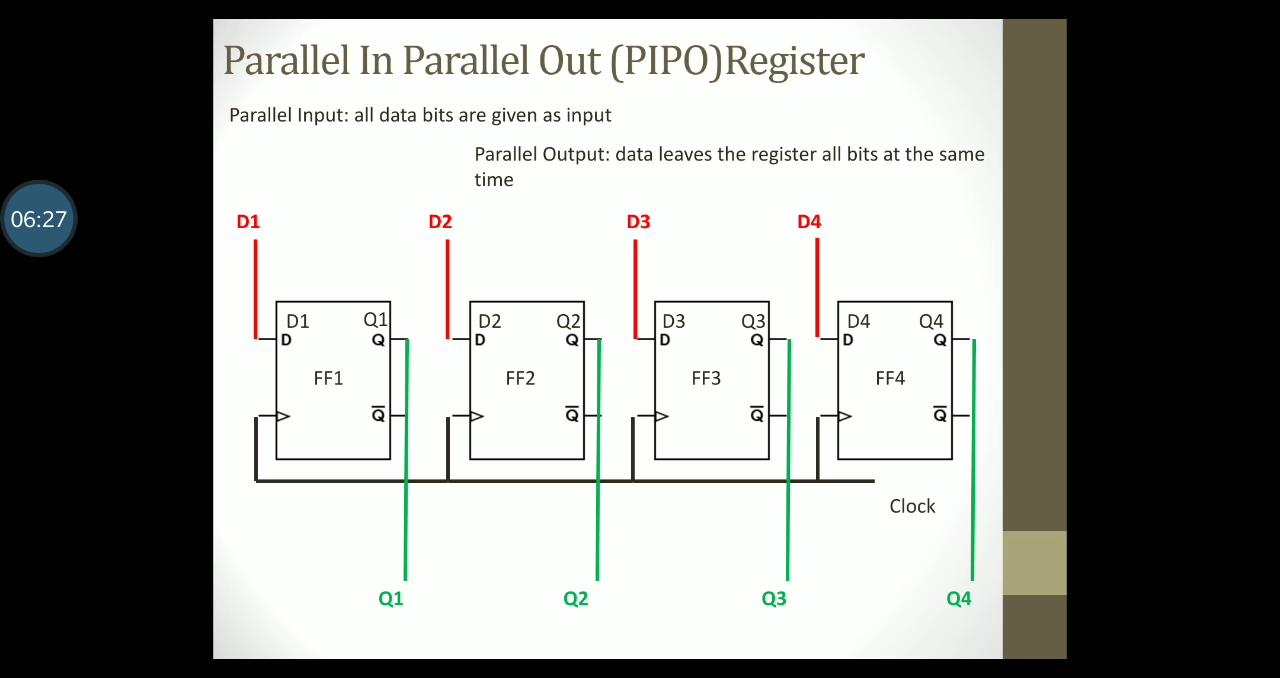 Parallel In Parallel Out (PIPO)Register
Parallel Input: all data bits are given as input
Parallel Output: data leaves the register all bits at the same
time
06:27
D1 D2 D3 D4
D1 Q1 D2 Q2 D3 Q3 D4 Q4
D Q D Q D Q D Q
FF1 FF2 FF3 FF4
Q̅ Q̅ Q̅ Q̅
Clock
Q1 Q2 Q3 Q4